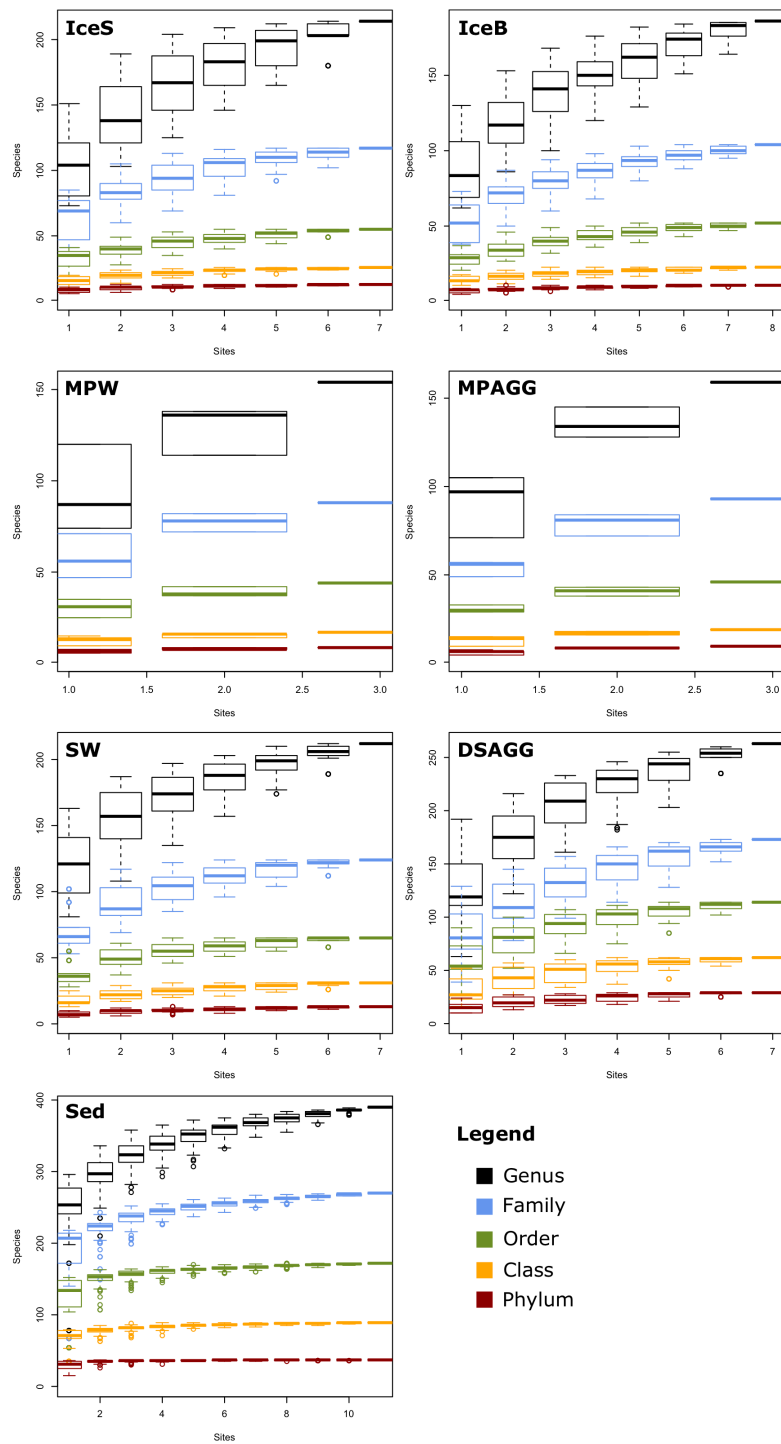 IceS
Species
0
50
100
150
200
1 2 3 4 5 6 7
Sites
IceB
Species
0
50
100
150
1 2 3 4 5 6 7 8
Sites
MPW
Species
0
50
100
150
1.0 1.5 2.0 2.5 3.0
Sites
MPAGG
Species
0
50
100
150
1.0 1.5 2.0 2.5 3.0
Sites
SW
Species
0
50
100
150
200
1 2 3 4 5 6 7
Sites
DSAGG
Species
0
50
100
150
200
250
1 2 3 4 5 6 7
Sites
Sed
Species
0
100
200
300
400
2 4 6 8 10
Sites
Legend
Genus
Family
Order
Class
Phylum